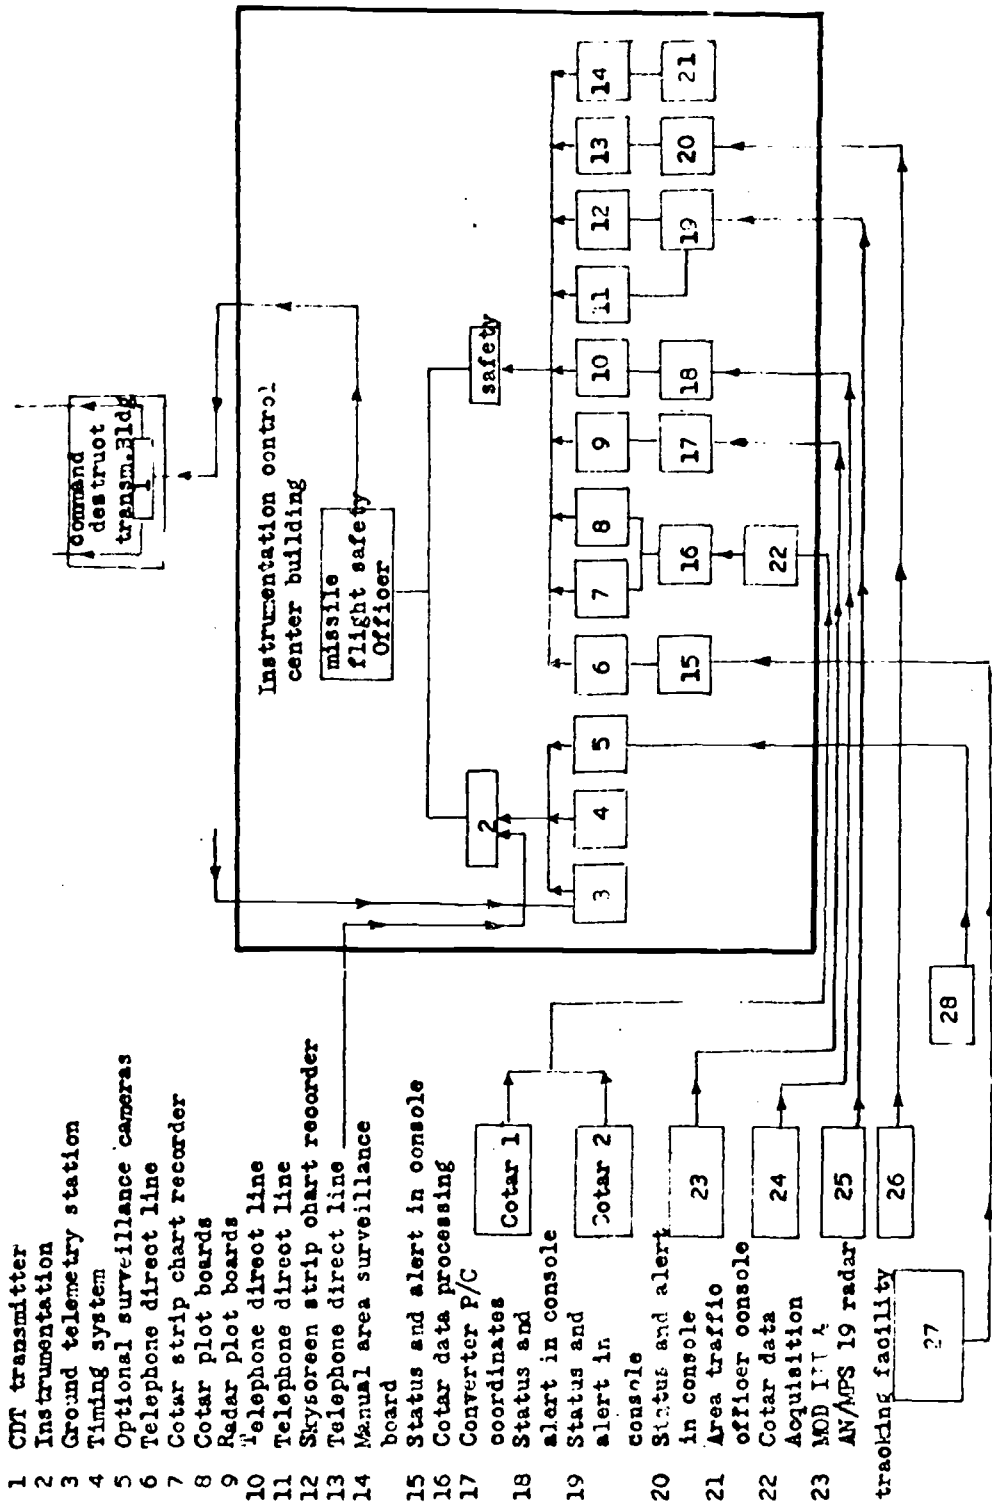 1 CDT transmitter
2 Instrumentation
3 Ground telemetry station
4 Timing system
5 Optional surveillance cameras
6 Telephone direct line
7 Cotar strip chart recorder
8 Cotar plot boards
9 Radar plot boards
10 Telephone direct line
11 Telephone direct line
12 Skyscreen strip chart recorder
13 Telephone direct line
14 Manual area surveillance
board
15 Status and alert in console
16 Cotar data processing
17 Converter P/C
coordinates
18 Status and
alert in console
19 Status and
alert in
console
20 Status and alert
in console
21 Area traffic
officer console
22 Cotar data
Acquisition
23 MOD
AN/MPS 19 radar
tracking facility
command
destruct
transm.Bldg
1
Instrumentation control
center building
missile
flight safety
Officer
safety
2
3
4
5
6
7
8
9
10
11
12
13
14
15
16
17
18
19
20
21
22
Cotar 1
Cotar 2
23
24
25
26
27
28